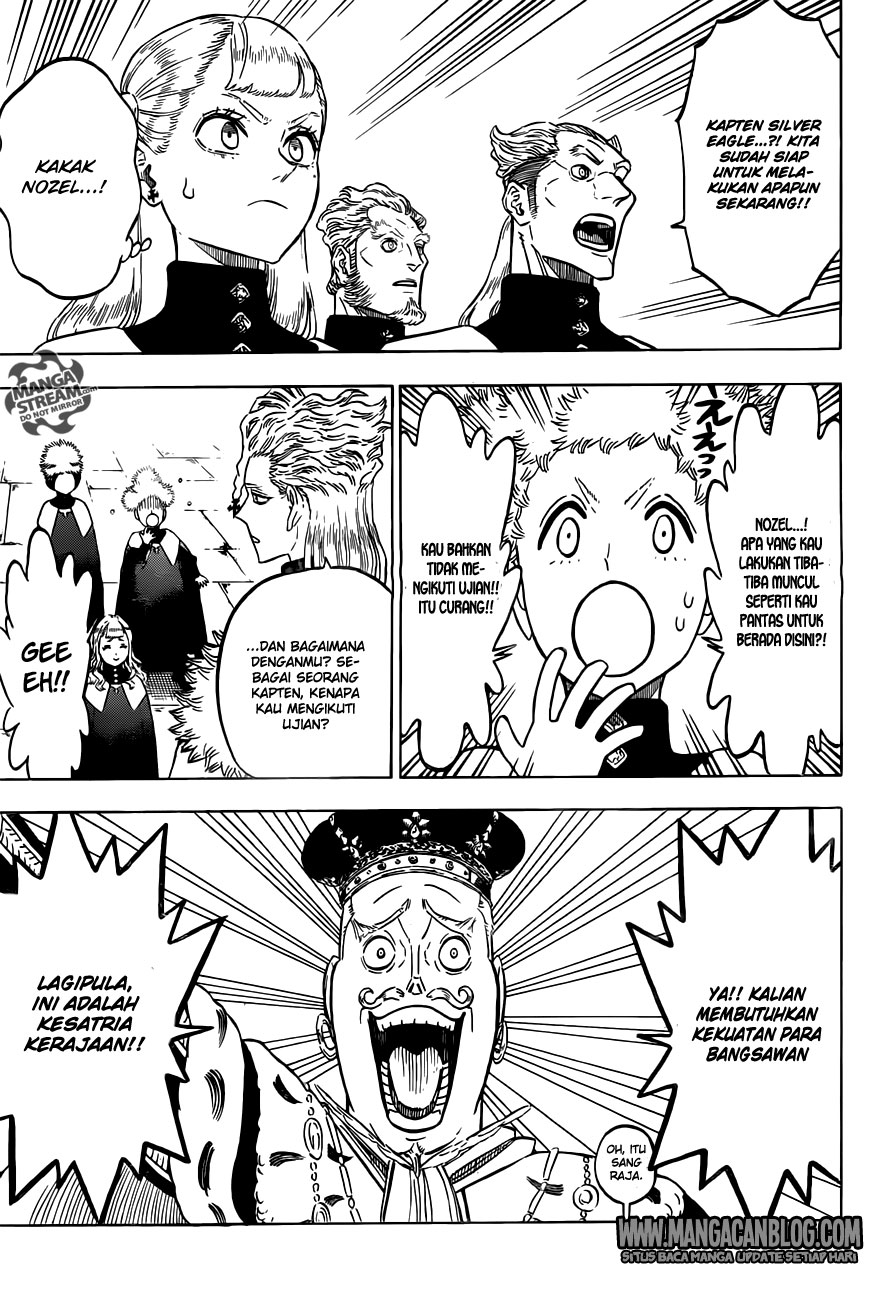 KAPTEN SILVER
EAGLE...?! KITA
SUDAH SIAP
UNTUK MELA-
KUKAN APAPUN
SEKARANG!!
KAKAK
NOZEL...!
MANGA
STREAM.com
DO NOT MIRROR
えええっっ
NOZEL...!
APA YANG KAU
LAKUKAN TIBA-
TIBA MUNCUL
SEPERTI KAU
PANTAS UNTUK
BERADA DISINI?!
KAU BAHKAN
TIDAK ME-
NGIKUTI UJIAN!!
ITU CURANG!!
...DAN BAGAIMANA
DENGANMU? SE-
BAGAI SEORANG
KAPTEN, KENAPA
KAU MENGIKUTI
UJIAN?
GEE
EH!!
YA!! KALIAN
MEMBUTUHKAN
KEKUATAN PARA
BANGSAWAN
LAGIPULA,
INI ADALAH
KESATRIA
KERAJAAN!!
OH, ITU
SANG
RAJA.
WWW.MANGACANBLOG.COM
SITUS BACA MANGA UPDATE SETIAP HARI